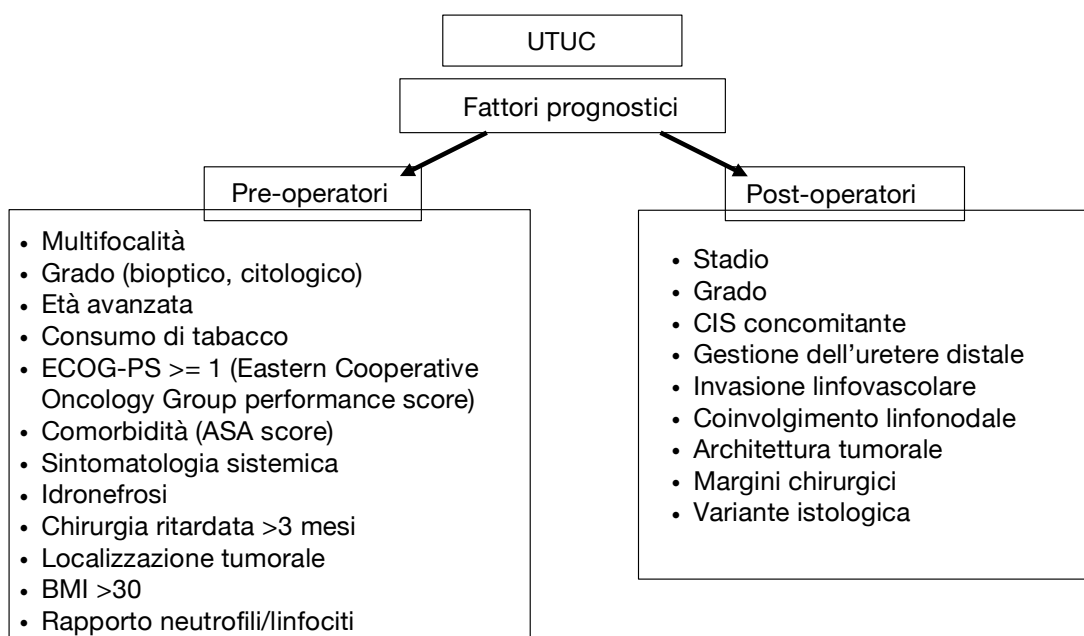 UTUC
Fattori prognostici
Pre-operatori
• Multifocalità
• Grado (bioptico, citologico)
• Età avanzata
• Consumo di tabacco
• ECOG-PS >= 1 (Eastern Cooperative
Oncology Group performance score)
• Comorbidità (ASA score)
• Sintomatologia sistemica
• Idronefrosi
• Chirurgia ritardata >3 mesi
• Localizzazione tumorale
• BMI >30
• Rapporto neutrofili/linfociti
Post-operatori
• Stadio
• Grado
• CIS concomitante
• Gestione dell’uretere distale
• Invasione linfovascolare
• Coinvolgimento linfonodale
• Architettura tumorale
• Margini chirurgici
• Variante istologica